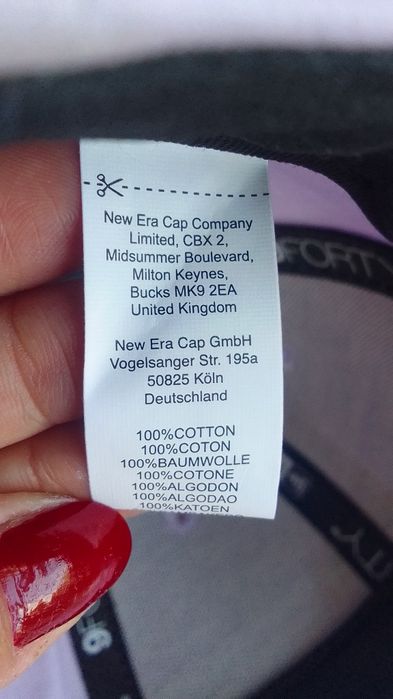 New Era Cap Company
Limited, CBX 2,
Midsummer Boulevard,
Milton Keynes,
Bucks MK9 2EA
United Kingdom
New Era Cap GmbH
Vogelsanger Str. 195a
50825 Köln
Deutschland
100%COTTON
100%COTON
100%BAUMWOLLE
100%COTONE
100%ALGODON
100%ALGODAO
100%KATOEN
FORTY